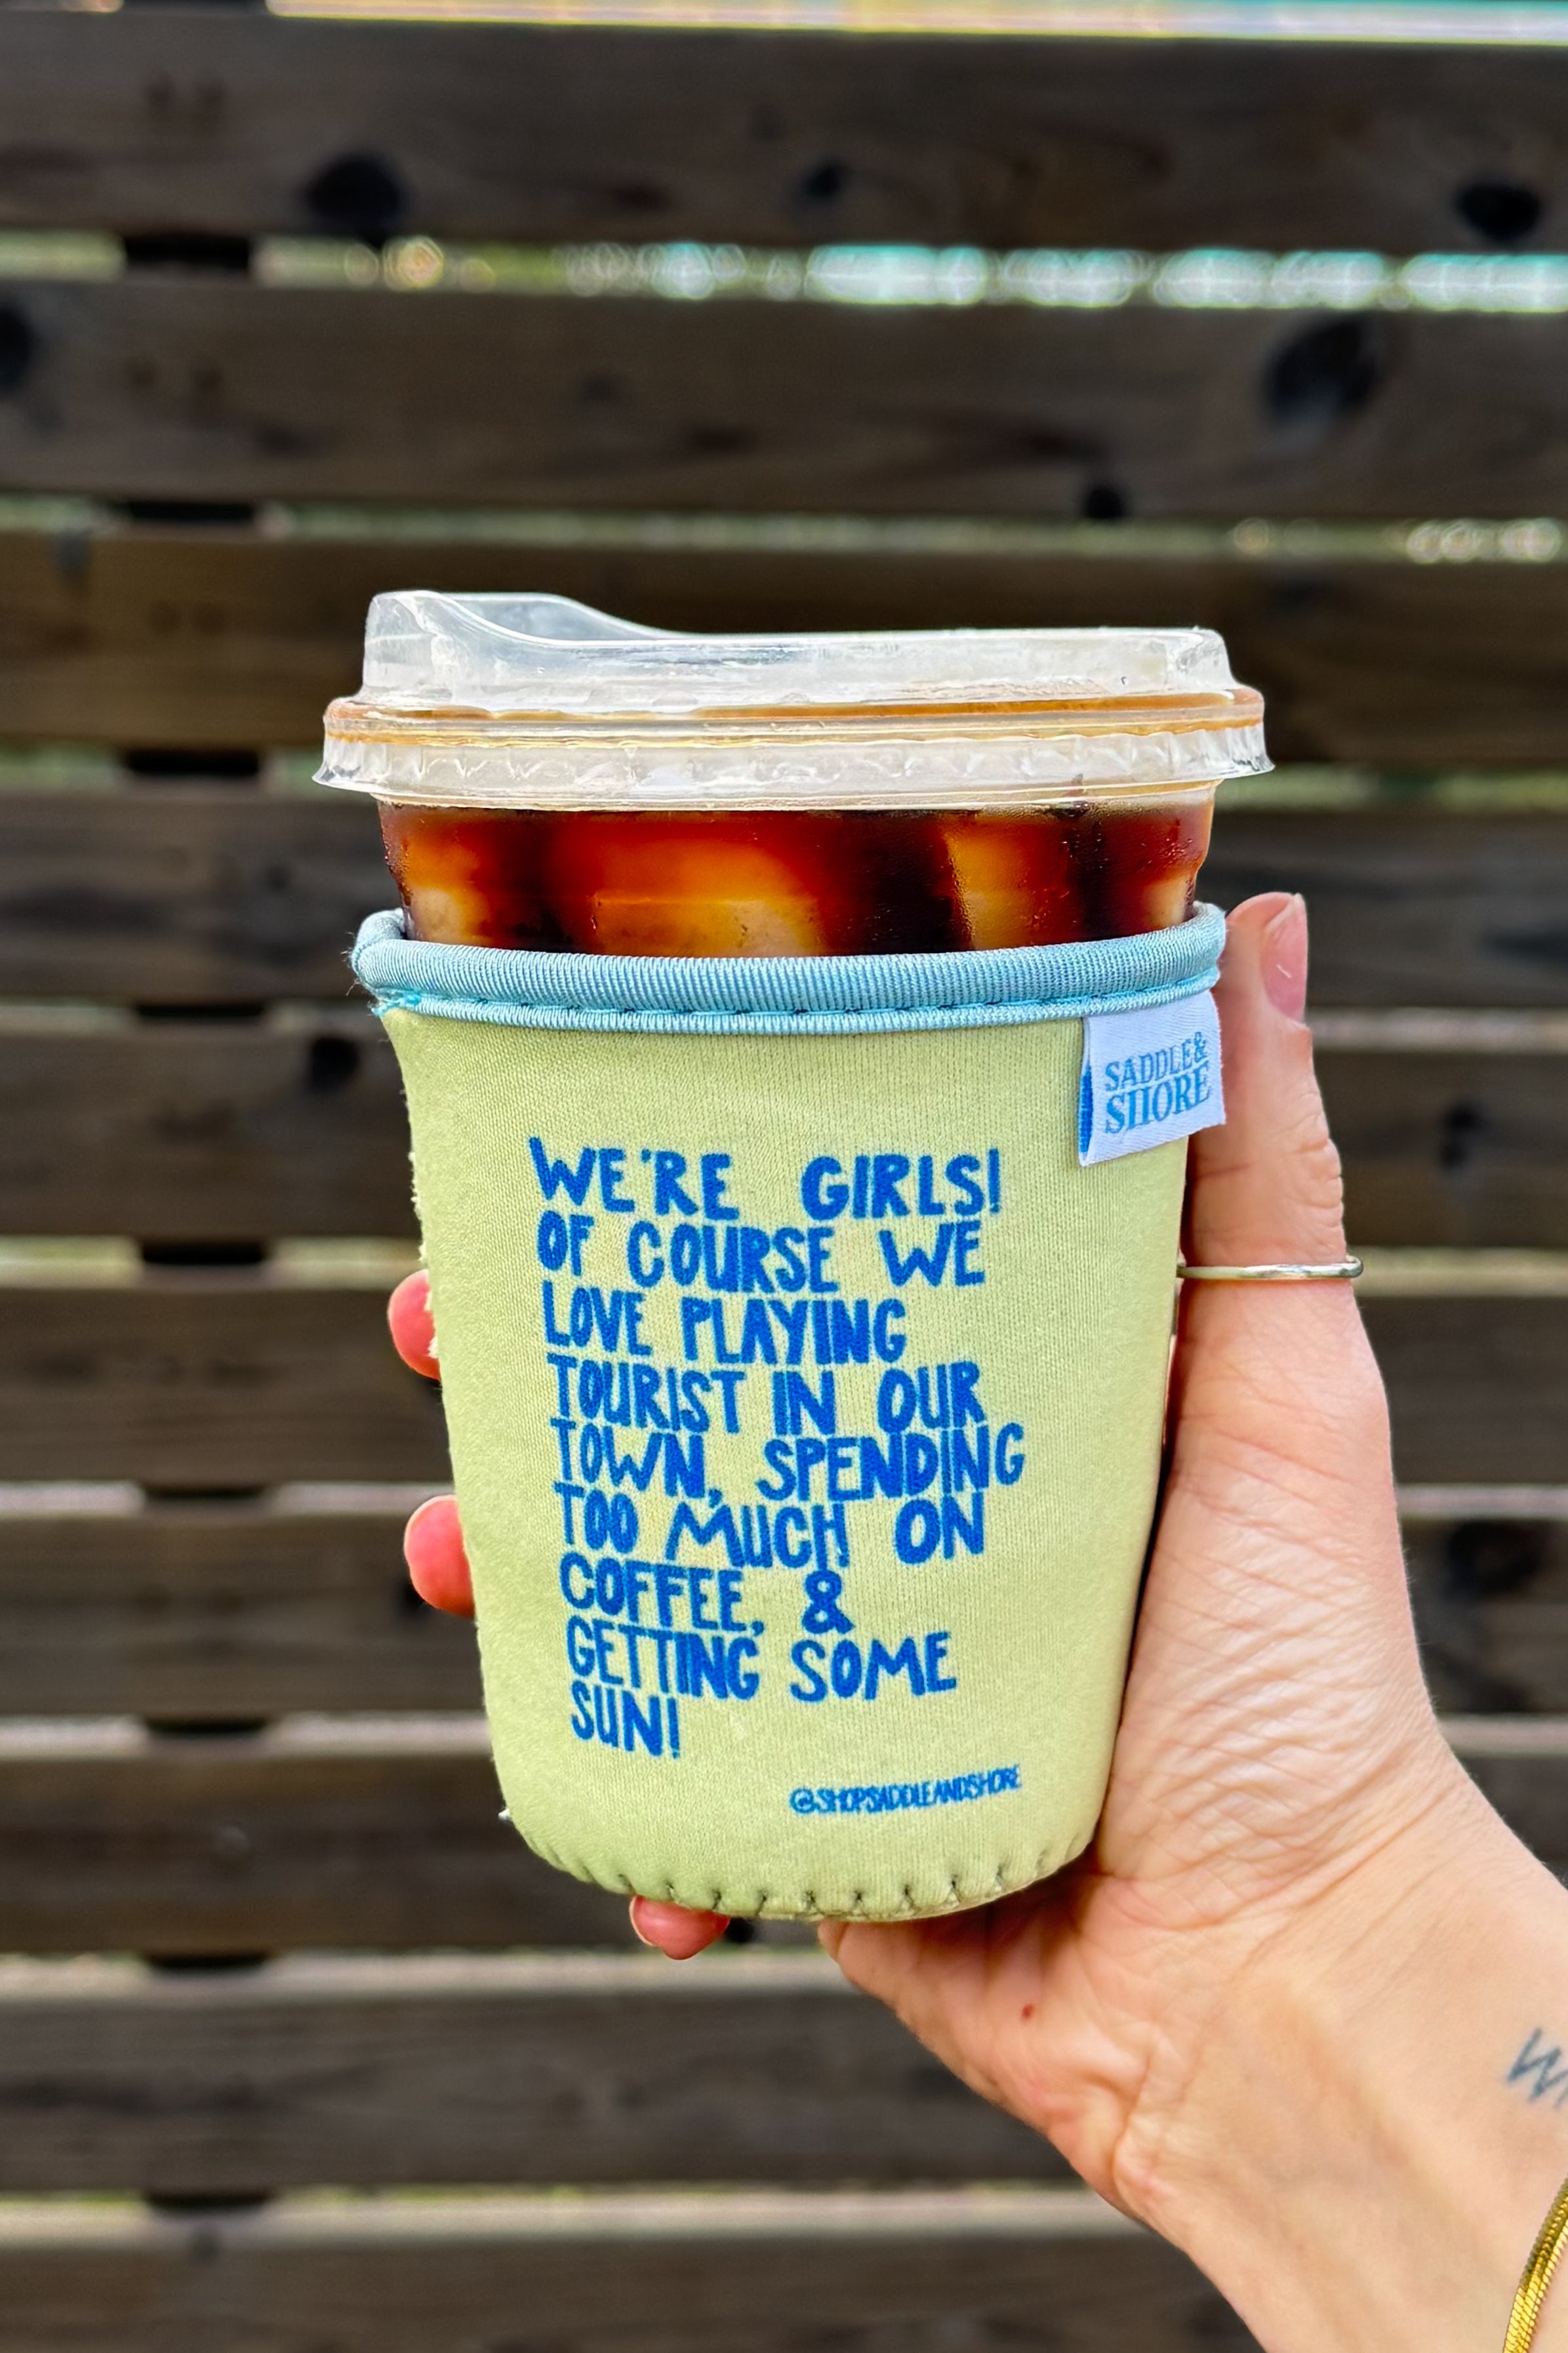 SADDLE&
SHORE
WE'RE GIRLS!
OF COURSE WE
LOVE PLAYING
TOURIST IN OUR
TOWN, SPENDING
TOO MUCH ON
COFFEE, &
GETTING SOME
SUN!
@SHOPSADDLEANDSHORE